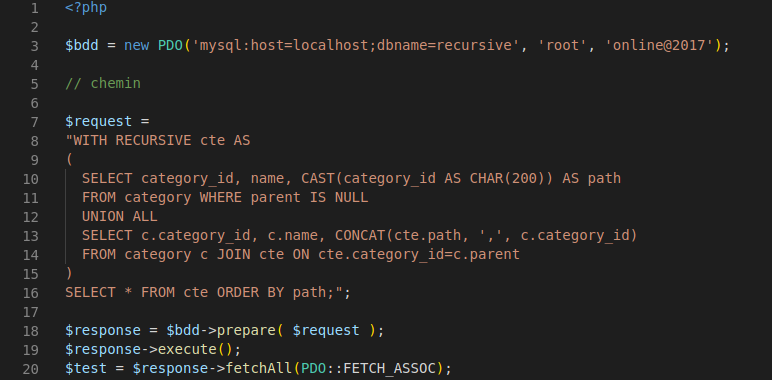 1 <?php
2
3 $bdd = new PDO('mysql:host=localhost;dbname=recursive', 'root', 'online@2017');
4
5 // chemin
6
7 $request =
8 "WITH RECURSIVE cte AS
9 (
10   SELECT category_id, name, CAST(category_id AS CHAR(200)) AS path
11   FROM category WHERE parent IS NULL
12   UNION ALL
13   SELECT c.category_id, c.name, CONCAT(cte.path, ',', c.category_id)
14   FROM category c JOIN cte ON cte.category_id=c.parent
15 )
16 SELECT * FROM cte ORDER BY path;";
17
18 $response = $bdd->prepare( $request );
19 $response->execute();
20 $test = $response->fetchAll(PDO::FETCH_ASSOC);